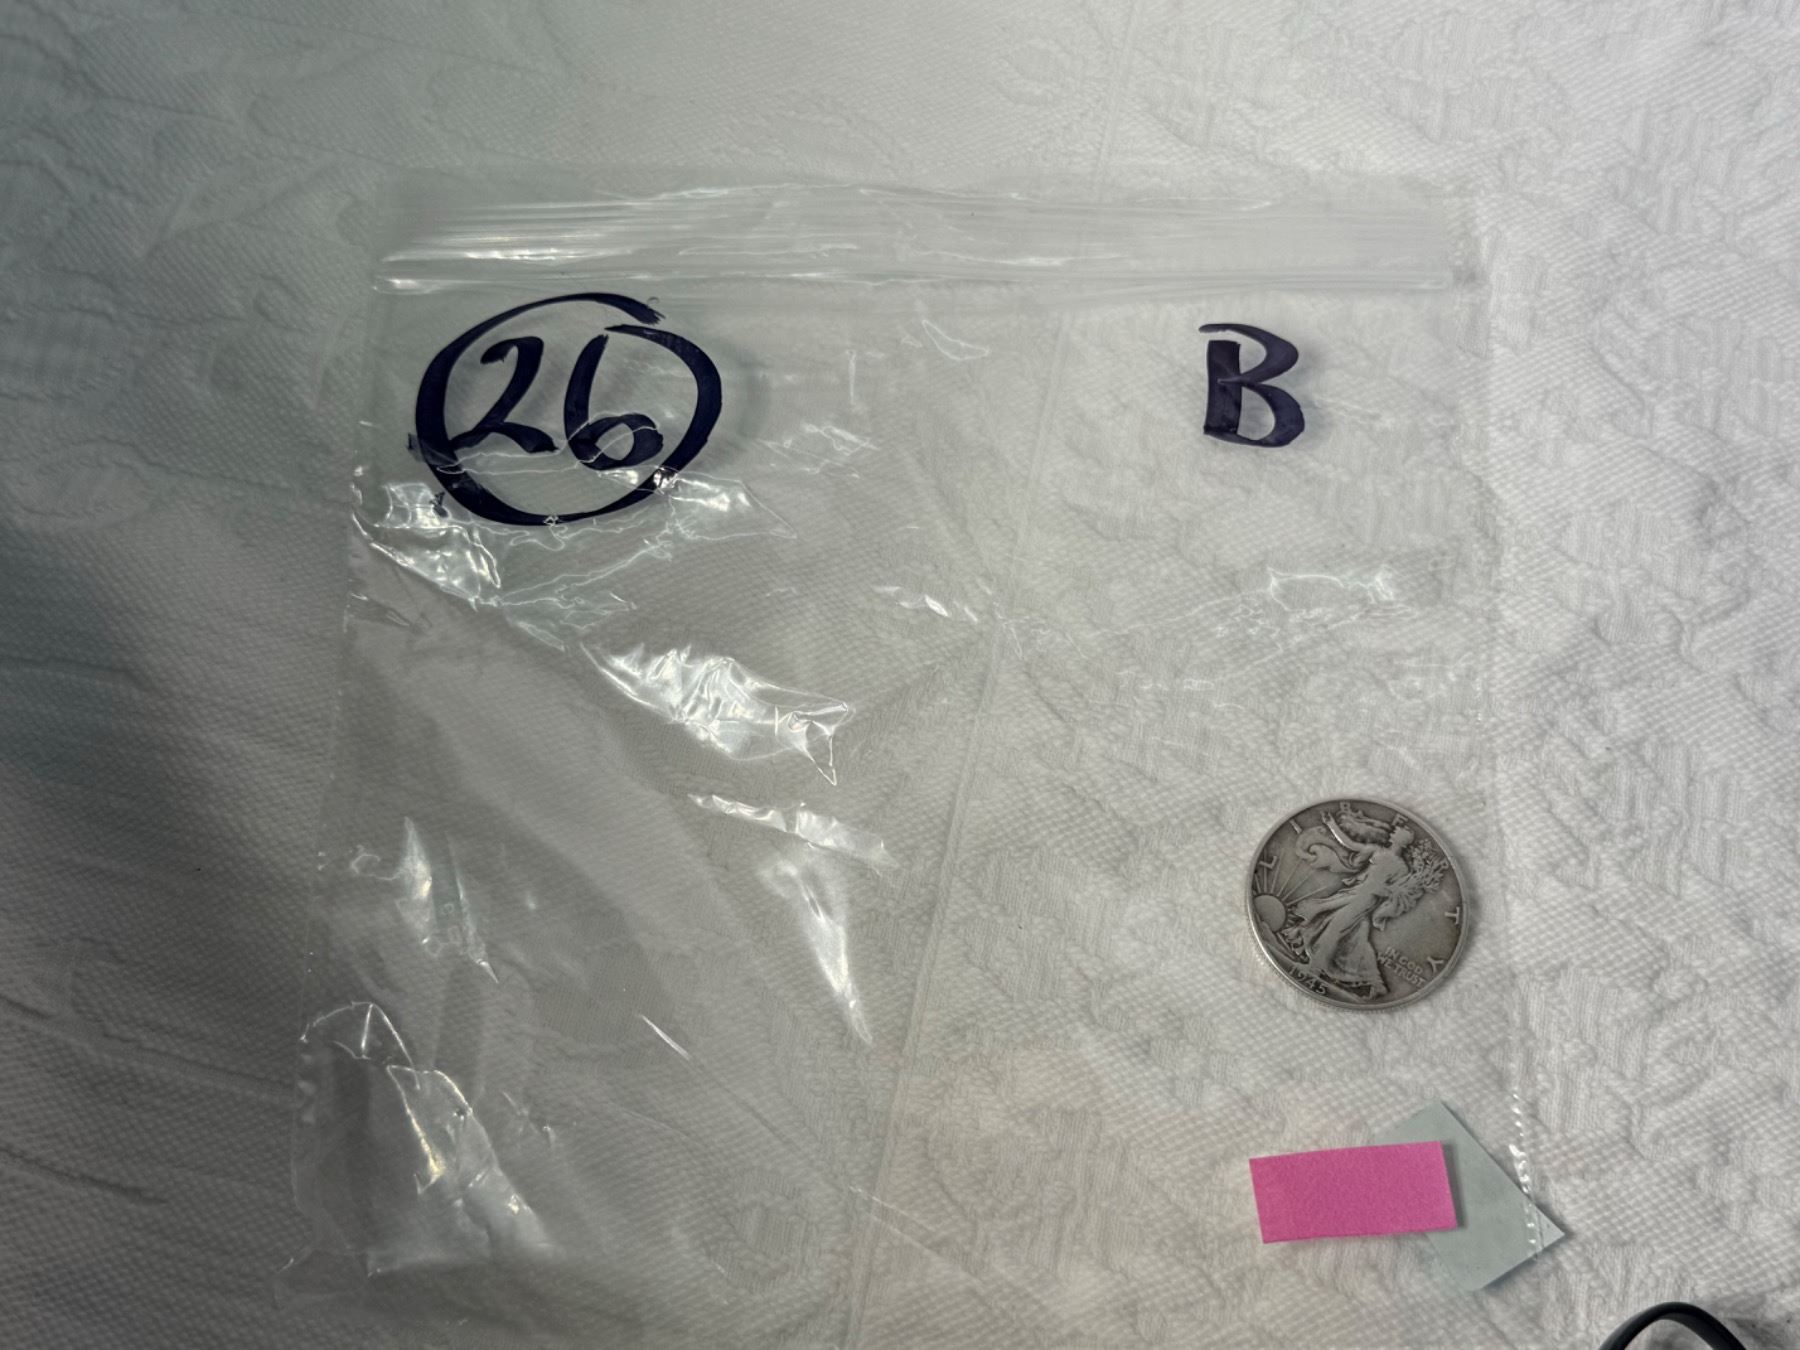 26 B
LIBERTY
IN GOD
WE TRUST
1945